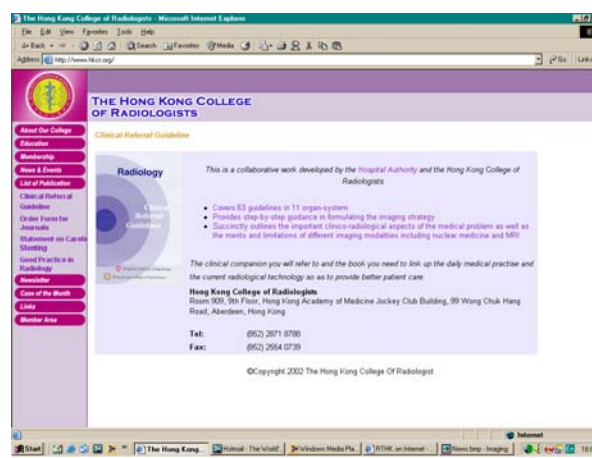 The Hong Kong College of Radiologists - Microsoft Internet Explorer
File Edit View Favorites Tools Help
Back Search Favorites Media
Address http://www.hkcr.org/ Go Links
THE HONG KONG COLLEGE
OF RADIOLOGISTS
About Our College
Education
Membership
News & Events
List of Publication
Clinical Referral
Guideline
Order Form for
Journals
Statement on Carotid
Stenting
Good Practice in
Radiology
Newsletter
Case of the Month
Links
Member Area
Clinical Referral Guideline
Radiology
Clinical
Referral
Guidelines
This is a collaborative work developed by the Hospital Authority and the Hong Kong College of
Radiologists
Covers 63 guidelines in 11 organ-system
Provides step-by-step guidance in formulating the imaging strategy
Succinctly outlines the important clinico-radiological aspects of the medical problem as well as
the merits and limitations of different imaging modalities including nuclear medicine and MRI
The clinical companion you will refer to and the book you need to link up the daily medical practise and
the current radiological technology so as to provide better patient care.
Hong Kong College of Radiologists
Room 909, 9th Floor, Hong Kong Academy of Medicine Jockey Club Building, 99 Wong Chuk Hang
Road, Aberdeen, Hong Kong
Tel: (852) 2871 8788
Fax: (852) 2554 0739
©Copyright 2002 The Hong Kong College Of Radiologist
Internet
Start The Hong Kong... Hotmail - The World'... Windows Media Pla... RTHK on Internet - ... News.bmp - Imaging